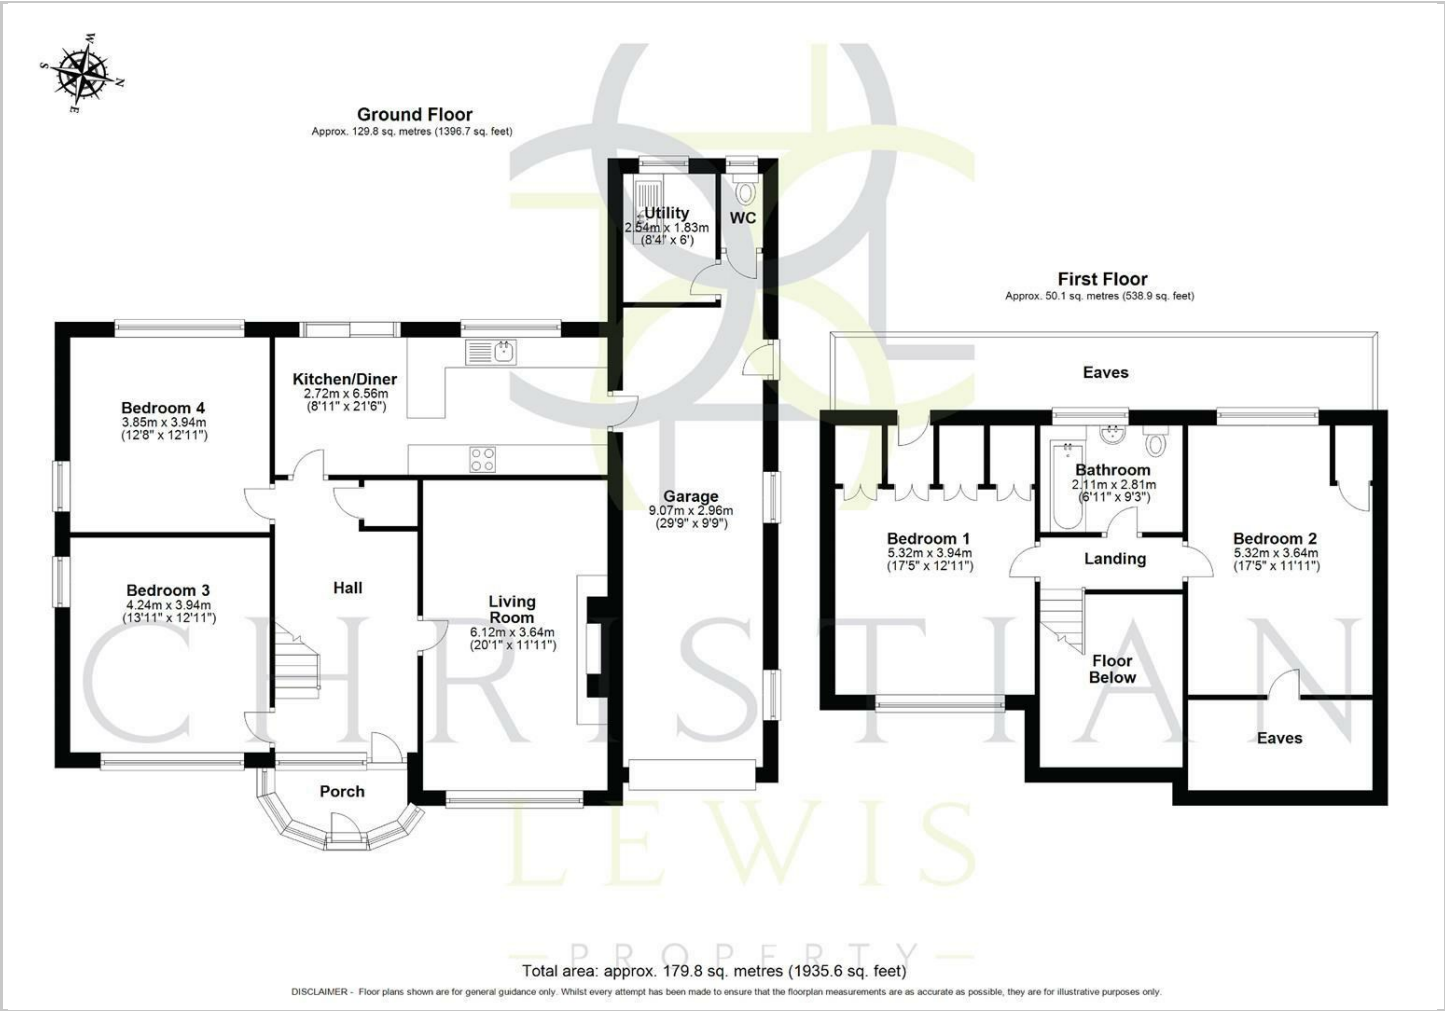 W
S
N
E
Ground Floor
Approx. 129.8 sq. metres (1396.7 sq. feet)
Utility
2.54m x 1.83m
(8'4" x 6')
WC
Kitchen/Diner
2.72m x 6.56m
(8'11" x 21'6")
Bedroom 4
3.85m x 3.94m
(12'8" x 12'11")
Garage
9.07m x 2.96m
(29'9" x 9'9")
Bedroom 3
4.24m x 3.94m
(13'11" x 12'11")
Hall
Living
Room
6.12m x 3.64m
(20'1" x 11'11")
Porch
First Floor
Approx. 50.1 sq. metres (538.9 sq. feet)
Eaves
Bathroom
2.11m x 2.81m
(6'11" x 9'3")
Bedroom 1
5.32m x 3.94m
(17'5" x 12'11")
Landing
Bedroom 2
5.32m x 3.64m
(17'5" x 11'11")
Floor
Below
Eaves
CHRISTIAN
LEWIS
PROPERTY
Total area: approx. 179.8 sq. metres (1935.6 sq. feet)
DISCLAIMER - Floor plans shown are for general guidance only. Whilst every attempt has been made to ensure that the floorplan measurements are as accurate as possible, they are for illustrative purposes only.